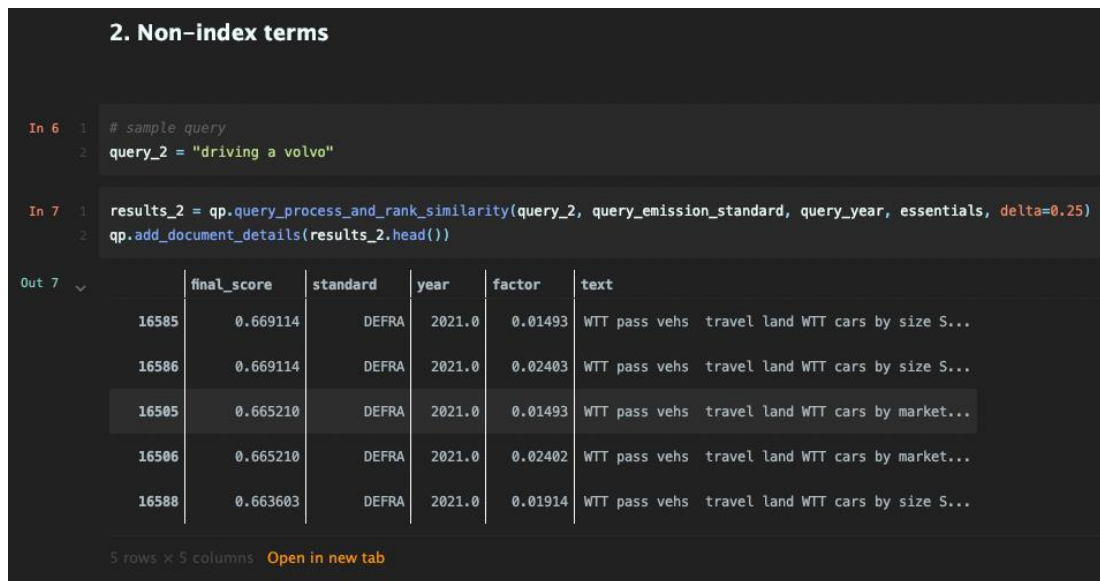 2. Non-index terms
In 6 1 # sample query
2 query_2 = "driving a volvo"
In 7 1 results_2 = qp.query_process_and_rank_similarity(query_2, query_emission_standard, query_year, essentials, delta=0.25)
2 qp.add_document_details(results_2.head())
Out 7 final_score standard year factor text
16585 0.669114 DEFRA 2021.0 0.01493 WTT pass vehs travel land WTT cars by size S...
16586 0.669114 DEFRA 2021.0 0.02403 WTT pass vehs travel land WTT cars by size S...
16505 0.665210 DEFRA 2021.0 0.01493 WTT pass vehs travel land WTT cars by market...
16506 0.665210 DEFRA 2021.0 0.02402 WTT pass vehs travel land WTT cars by market...
16588 0.663603 DEFRA 2021.0 0.01914 WTT pass vehs travel land WTT cars by size S...
5 rows × 5 columns Open in new tab